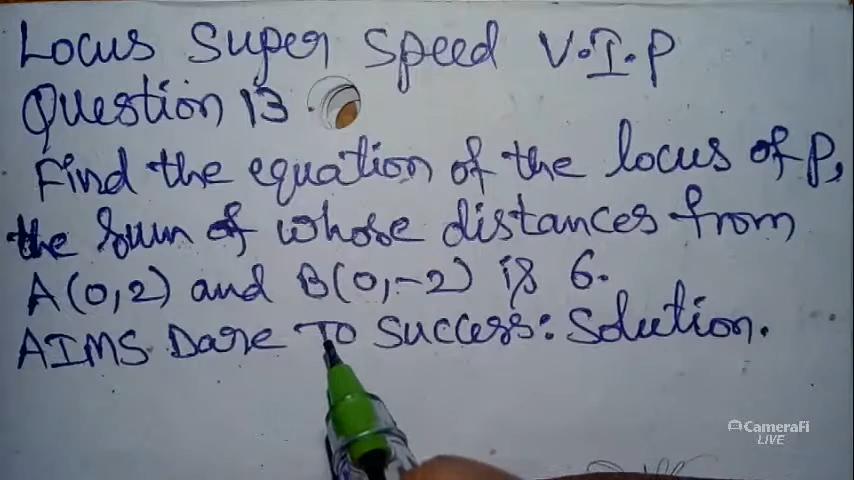 Locus Super Speed V.I.P
Question 13.
Find the equation of the locus of P,
the Sum of whose distances from
A(0,2) and B(0,-2) is 6.
AIMS Dare To Success: Solution.
CameraFi
LIVE